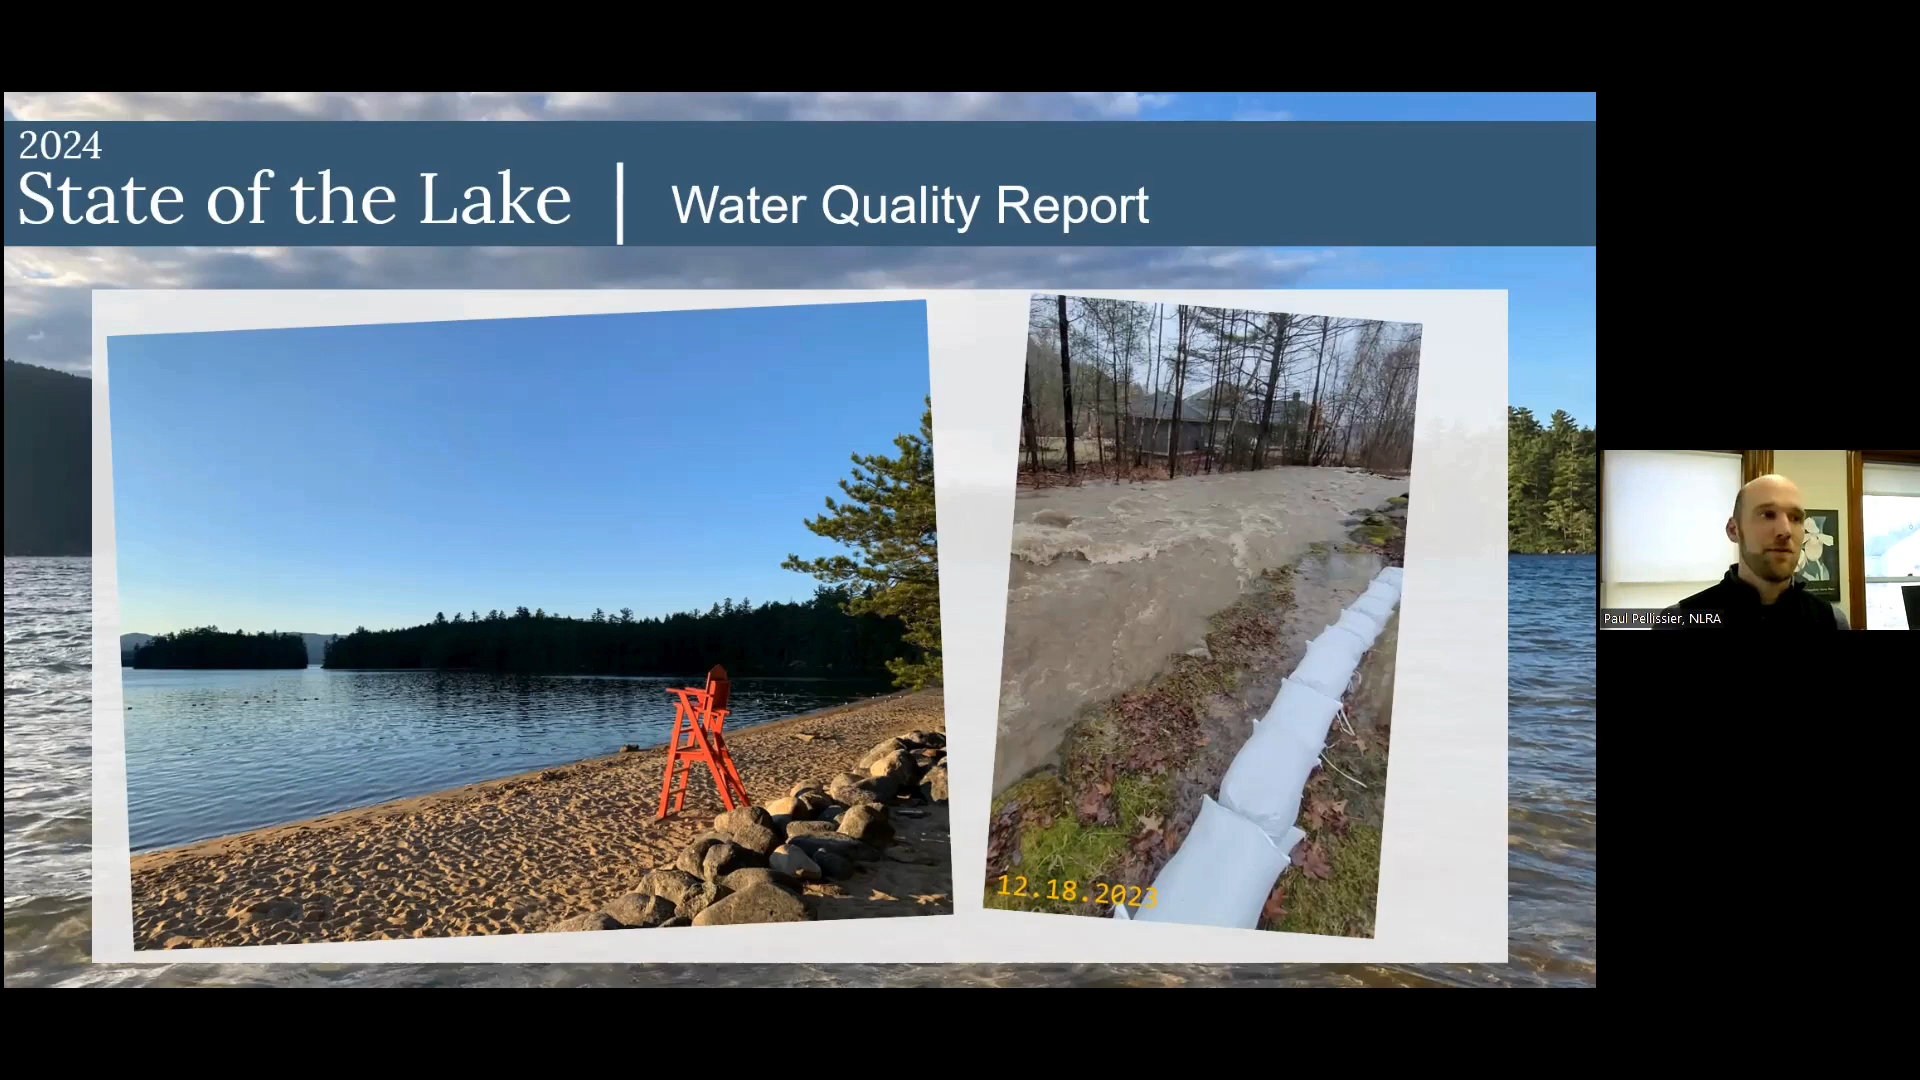 2024
State of the Lake | Water Quality Report
12.18.2023
Paul Pellissier, NLRA